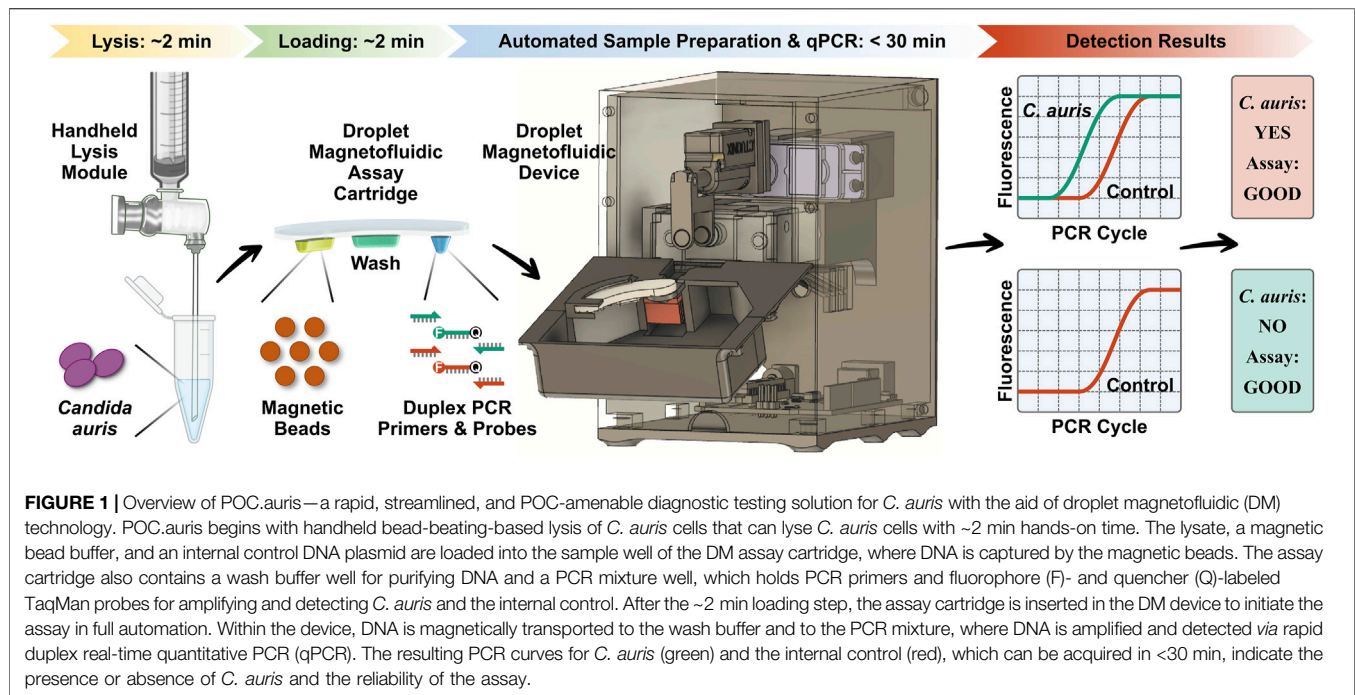 Lysis: ~2 min
Loading: ~2 min
Automated Sample Preparation & qPCR: < 30 min
Detection Results
Handheld
Lysis
Module
Candida
auris
Droplet
Magnetofluidic
Assay
Cartridge
Wash
Magnetic
Beads
F
Q
F
Q
Duplex PCR
Primers & Probes
Droplet
Magnetofluidic
Device
ACTUONIX
Fluorescence
C. auris
Control
PCR Cycle
C. auris:
YES
Assay:
GOOD
Fluorescence
Control
PCR Cycle
C. auris:
NO
Assay:
GOOD
FIGURE 1 | Overview of POC.auris—a rapid, streamlined, and POC-amenable diagnostic testing solution for C. auris with the aid of droplet magnetofluidic (DM)
technology. POC.auris begins with handheld bead-beating-based lysis of C. auris cells that can lyse C. auris cells with ~2 min hands-on time. The lysate, a magnetic
bead buffer, and an internal control DNA plasmid are loaded into the sample well of the DM assay cartridge, where DNA is captured by the magnetic beads. The assay
cartridge also contains a wash buffer well for purifying DNA and a PCR mixture well, which holds PCR primers and fluorophore (F)- and quencher (Q)-labeled
TaqMan probes for amplifying and detecting C. auris and the internal control. After the ~2 min loading step, the assay cartridge is inserted in the DM device to initiate the
assay in full automation. Within the device, DNA is magnetically transported to the wash buffer and to the PCR mixture, where DNA is amplified and detected via rapid
duplex real-time quantitative PCR (qPCR). The resulting PCR curves for C. auris (green) and the internal control (red), which can be acquired in <30 min, indicate the
presence or absence of C. auris and the reliability of the assay.